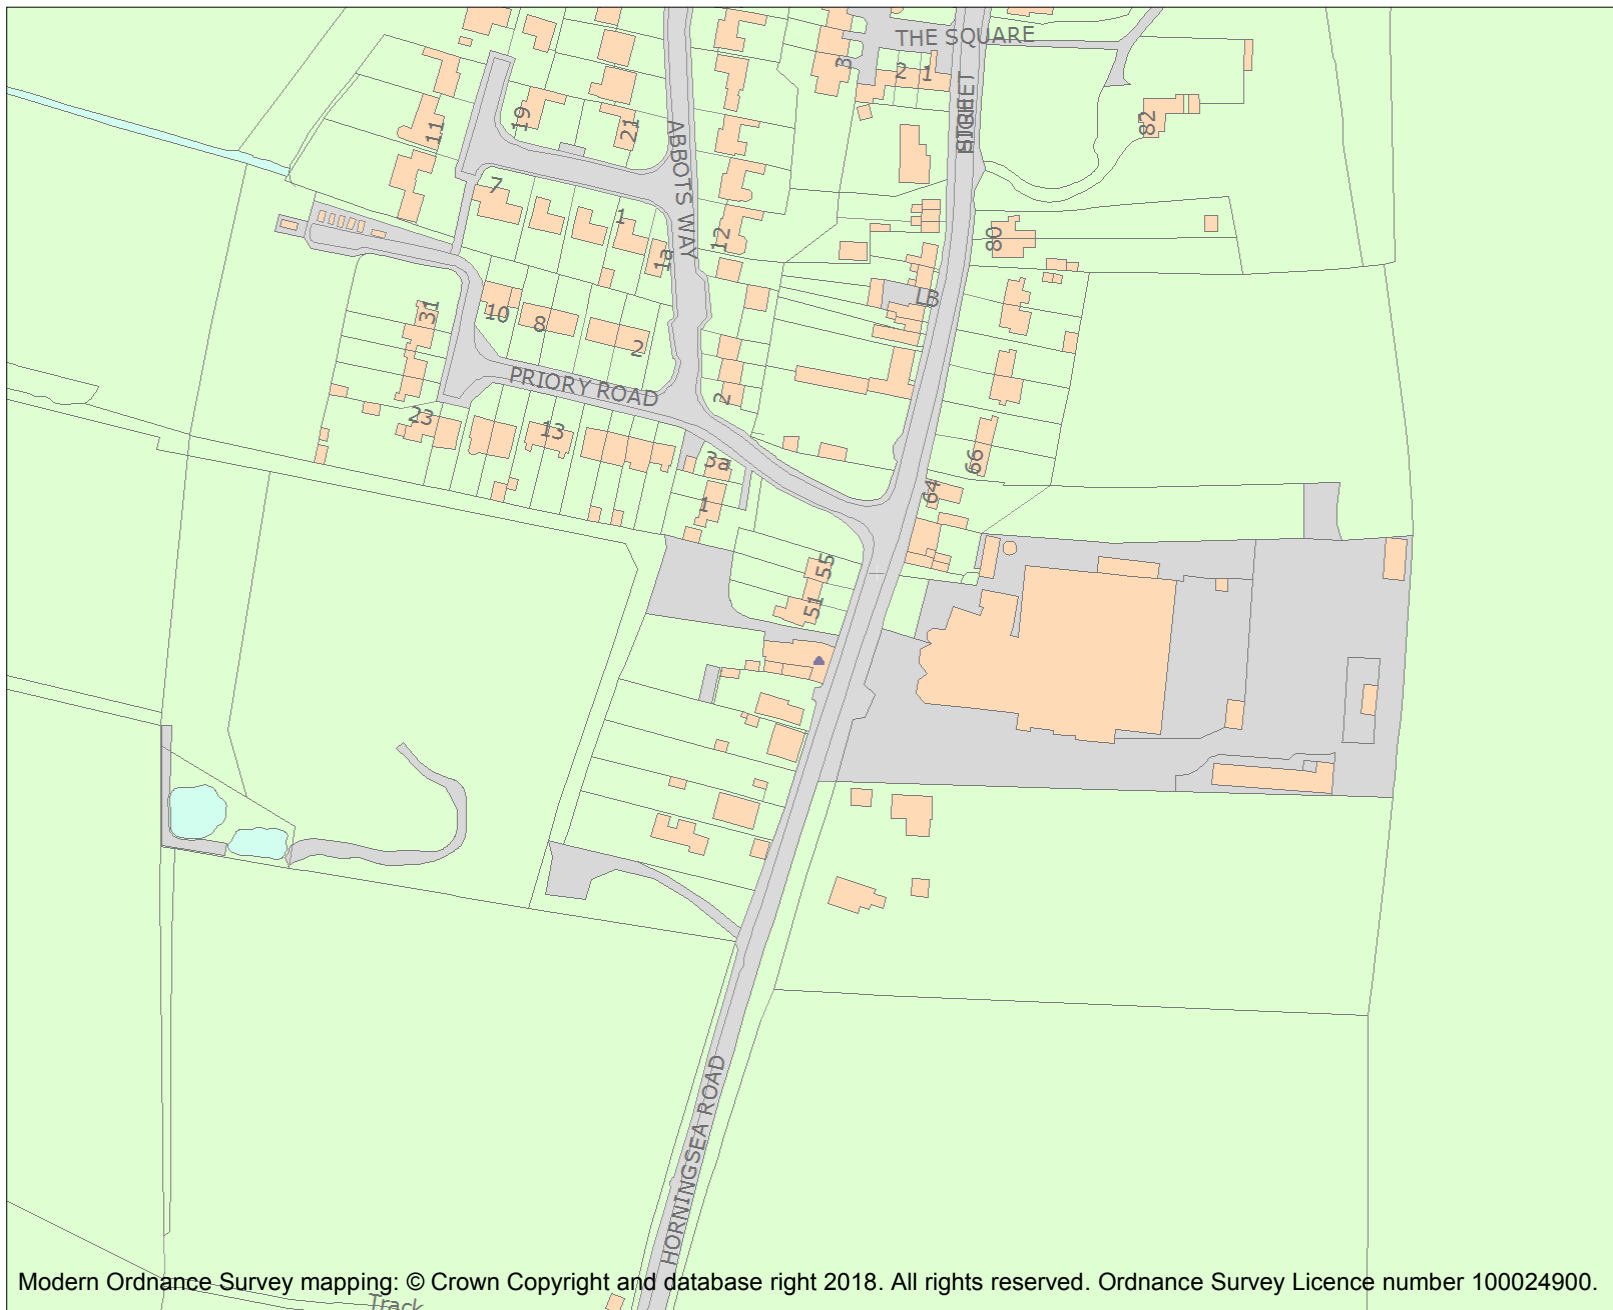 THE SQUARE
3
2
1
HIGH STREET
82
19
21
11
ABBOTS WAY
7
1
12
1a
80
LB
31
10
8
2
PRIORY ROAD
2
23
13
3a
66
64
1
55
51
HORNINGSEA ROAD
Modern Ordnance Survey mapping: © Crown Copyright and database right 2018. All rights reserved. Ordnance Survey Licence number 100024900.
Track